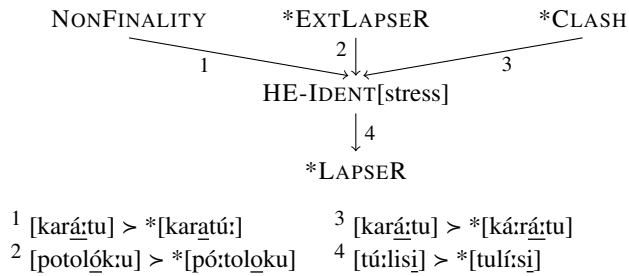 NONFINALITY *EXTLAPSER *CLASH
1 2 3
HE-IDENT[stress]
4
*LAPSER
1 [karáːtu] ≻ *[karatúː] 3 [karáːtu] ≻ *[káːráːtu]
2 [potolókːu] ≻ *[póːtoloku] 4 [túːlisi] ≻ *[tulíːsi]